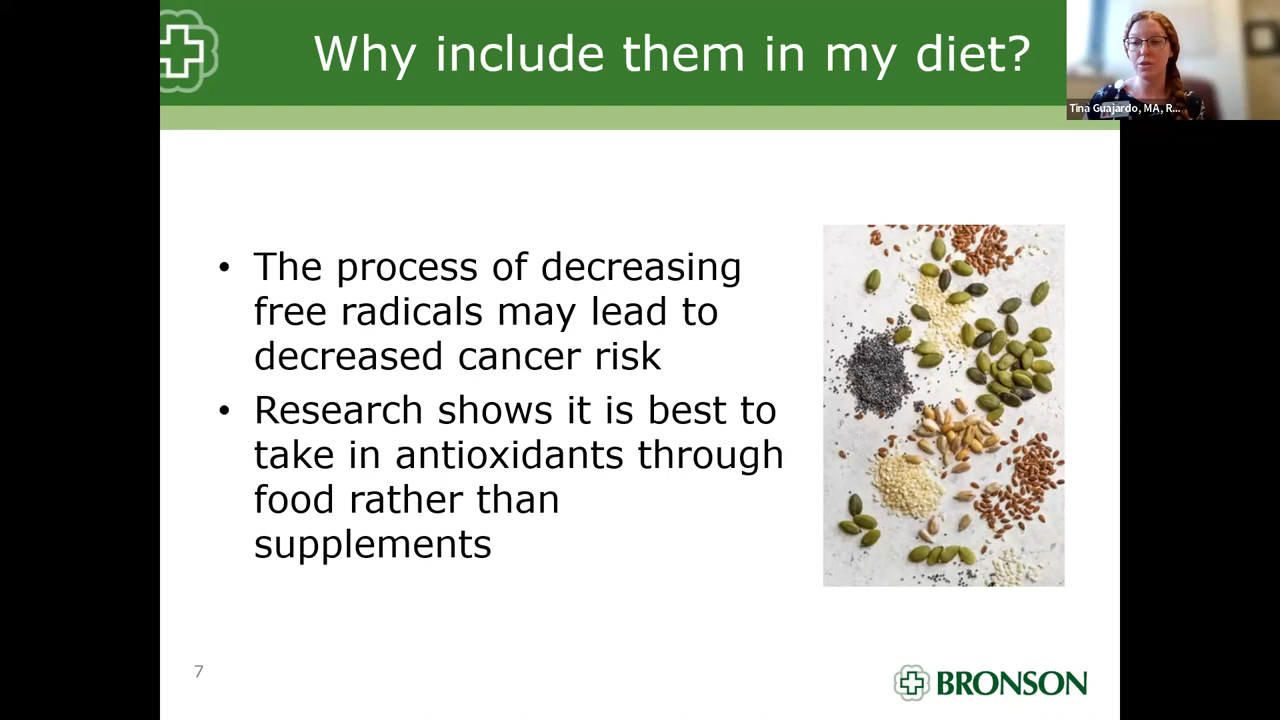 Why include them in my diet?
Tina Guajardo, MA, R...
• The process of decreasing
free radicals may lead to
decreased cancer risk
• Research shows it is best to
take in antioxidants through
food rather than
supplements
7
BRONSON